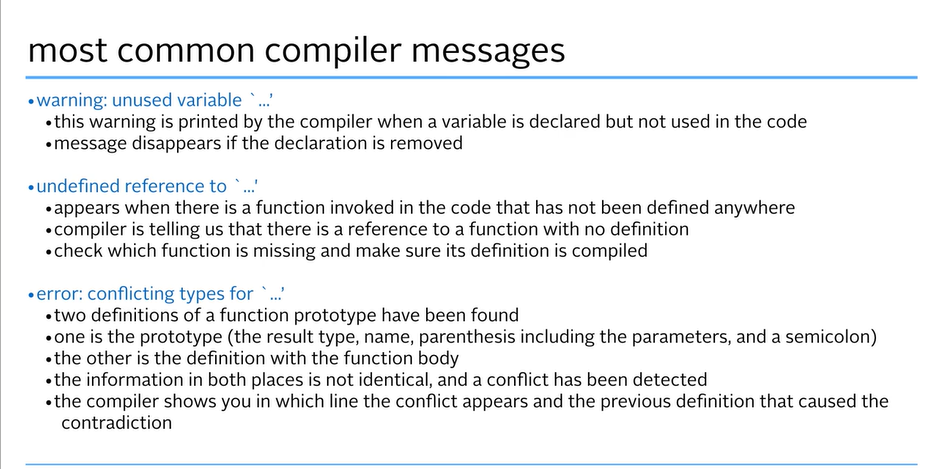 most common compiler messages
•warning: unused variable `…'
•this warning is printed by the compiler when a variable is declared but not used in the code
•message disappears if the declaration is removed
•undefined reference to `…'
•appears when there is a function invoked in the code that has not been defined anywhere
•compiler is telling us that there is a reference to a function with no definition
•check which function is missing and make sure its definition is compiled
•error: conflicting types for `…'
•two definitions of a function prototype have been found
•one is the prototype (the result type, name, parenthesis including the parameters, and a semicolon)
•the other is the definition with the function body
•the information in both places is not identical, and a conflict has been detected
•the compiler shows you in which line the conflict appears and the previous definition that caused the
contradiction